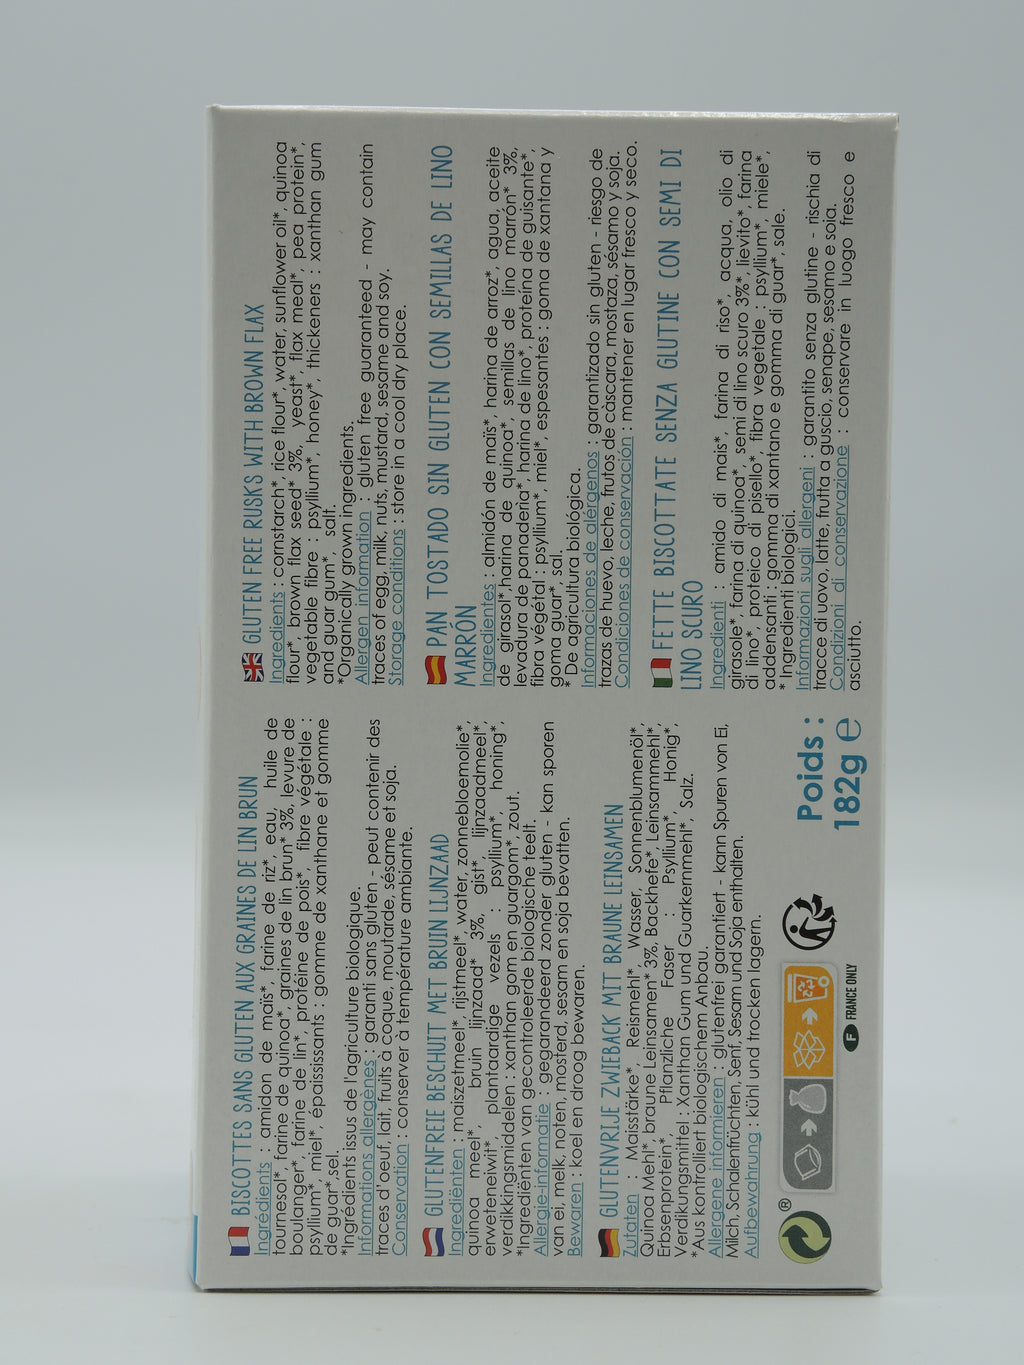 BISCOTTES SANS GLUTEN AUX GRAINES DE LIN BRUN
Ingrédients : amidon de maïs*, farine de riz*, eau, huile de
tournesol*, farine de quinoa*, graines de lin brun* 3%, levure de
boulanger*, farine de lin*, protéine de pois*, fibre végétale :
psyllium*, miel*, épaississants : gomme de xanthane et gomme
de guar*,sel.
*Ingrédients issus de l'agriculture biologique.
Informations allergènes : garanti sans gluten - peut contenir des
traces d'oeuf, lait, fruits à coque, moutarde, sésame et soja.
Conservation : conserver à température ambiante.
GLUTENFREIE BESCHUIT MET BRUIN LIJNZAAD
Ingrediënten : maiszetmeel*, rijstmeel*, water, zonnebloemolie*,
quinoa meel*, bruin lijnzaad* 3%, gist*, lijnzaadmeel*,
erwteneiwit*, plantaardige vezels : psyllium*, honing*,
verdikkingsmiddelen : xanthan gom en guargom*, zout.
*Ingrediënten van gecontroleerde biologische teelt.
Allergie-informatie : gegarandeerd zonder gluten - kan sporen
van ei, melk, noten, mosterd, sesam en soja bevatten.
Bewaren : koel en droog bewaren.
GLUTENVRIJE ZWIEBACK MIT BRAUNE LEINSAMEN
Zutaten : Maisstärke*, Reismehl*, Wasser, Sonnenblumenöl*,
Quinoa Mehl*, braune Leinsamen* 3%, Backhefe*, Leinsammehl*,
Erbsenprotein*, Pflanzliche Faser : Psyllium*, Honig*,
Verdikungsmittel : Xanthan Gum und Guarkernmehl*, Salz.
*Aus kontrolliert biologischem Anbau.
Allergene informieren : glutenfrei garantiert - kann Spuren von Ei,
Milch, Schalenfrüchten, Senf, Sesam und Soja enthalten.
Aufbewahrung : kühl und trocken lagern.
®
F FRANCE ONLY
Poids :
182g ℮
GLUTEN FREE RUSKS WITH BROWN FLAX
Ingredients : cornstarch*, rice flour*, water, sunflower oil*, quinoa
flour*, brown flax seed* 3%, yeast*, flax meal*, pea protein*,
vegetable fibre : psyllium*, honey*, thickeners : xanthan gum
and guar gum*, salt.
*Organically grown ingredients.
Allergen information : gluten free guaranteed - may contain
traces of egg, milk, nuts, mustard, sesame and soy.
Storage conditions : store in a cool dry place.
PAN TOSTADO SIN GLUTEN CON SEMILLAS DE LINO
MARRÓN
Ingredientes : almidón de maïs*, harina de arroz*, agua, aceite
de girasol*,harina de quinoa*, semillas de lino marrón* 3%,
levadura de panaderia*, harina de lino*, proteína de guisante*,
fibra végétal : psyllium*, miel*, espesantes : goma de xantana y
goma guar*, sal.
* De agricultura biológica.
Informaciones de alérgenos : garantizado sin gluten - riesgo de
trazas de huevo, leche, frutos de cáscara, mostaza, sésamo y soja.
Condiciones de conservación : mantener en lugar fresco y seco.
FETTE BISCOTTATE SENZA GLUTINE CON SEMI DI
LINO SCURO
Ingredienti : amido di mais*, farina di riso*, acqua, olio di
girasole*, farina di quinoa*, semi di lino scuro 3%*, lievito*, farina
di lino*, proteico di pisello*, fibra vegetale : psyllium*, miele*,
addensanti : gomma di xantano e gomma di guar*, sale.
* Ingredienti biologici.
Informazioni sugli allergeni : garantito senza glutine - rischia di
tracce di uovo, latte, frutta a guscio, senape, sesamo e soia.
Condizioni di conservazione : conservare in luogo fresco e
asciutto.